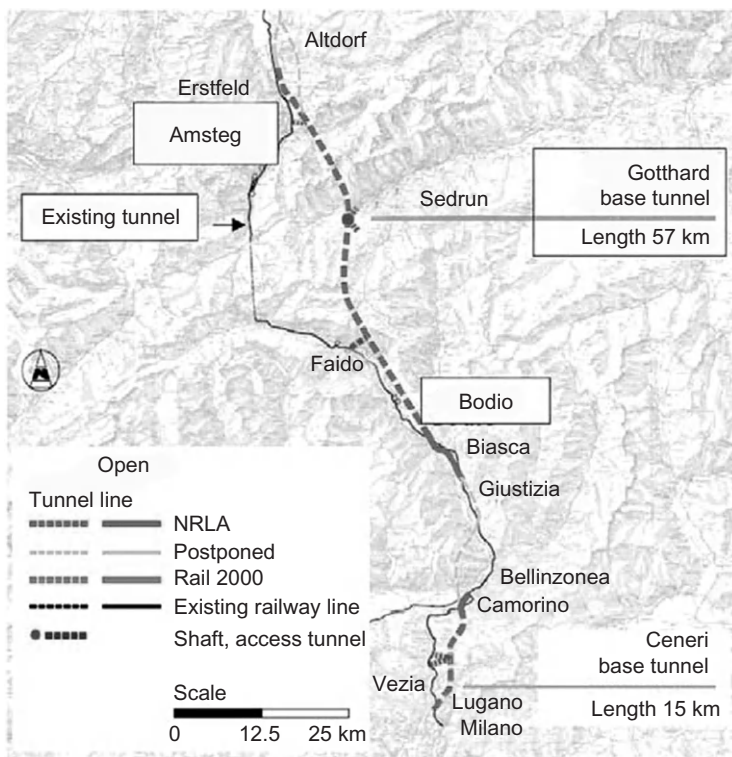 Altdorf
Erstfeld
Amsteg
Existing tunnel
Sedrun
Gotthard
base tunnel
Length 57 km
Faido
Bodio
Biasca
Giustizia
Bellinzonea
Camorino
Ceneri
base tunnel
Length 15 km
Vezia
Lugano
Milano
Open
Tunnel line
NRLA
Postponed
Rail 2000
Existing railway line
Shaft, access tunnel
Scale
0 12.5 25 km